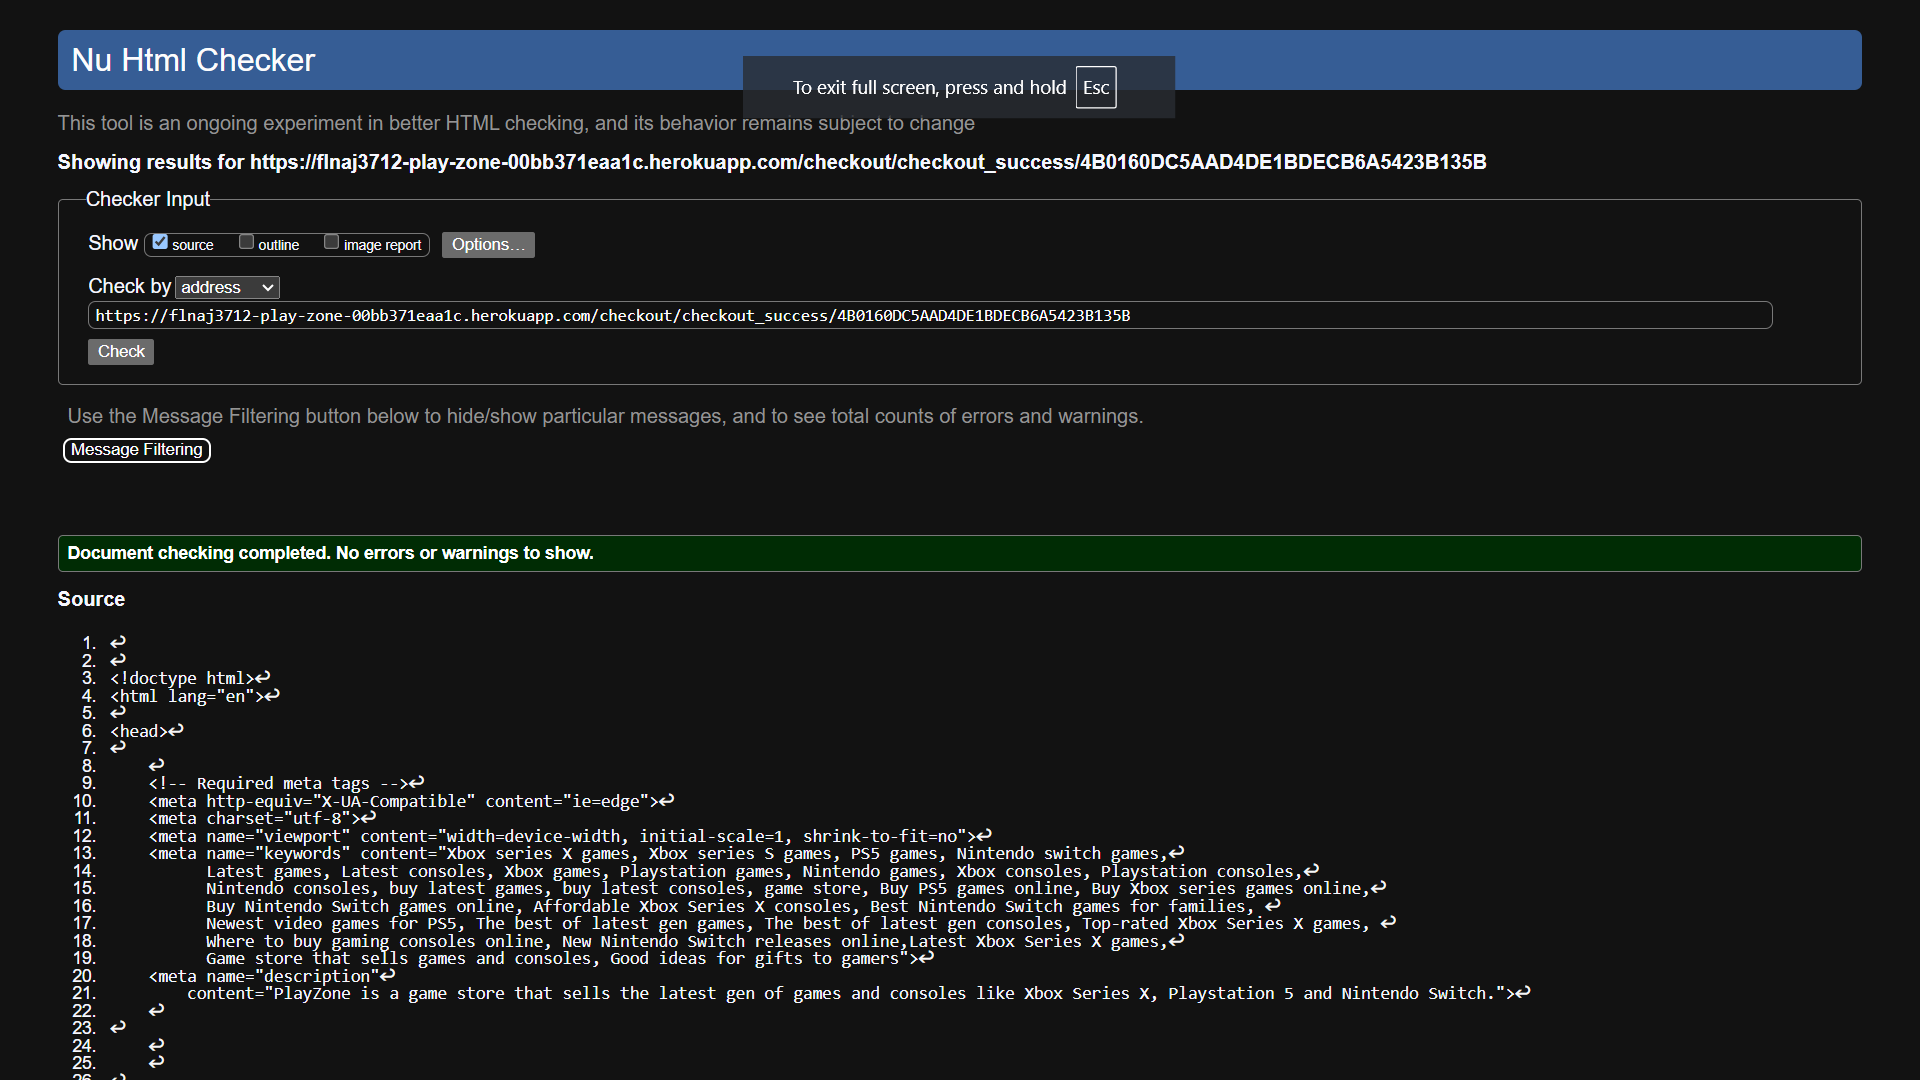 Nu Html Checker
To exit full screen, press and hold Esc
This tool is an ongoing experiment in better HTML checking, and its behavior remains subject to change
Showing results for https://flnaj3712-play-zone-00bb371eaa1c.herokuapp.com/checkout/checkout_success/4B0160DC5AAD4DE1BDECB6A5423B135B
Checker Input
Show source outline image report Options...
Check by address
https://flnaj3712-play-zone-00bb371eaa1c.herokuapp.com/checkout/checkout_success/4B0160DC5AAD4DE1BDECB6A5423B135B
Check
Use the Message Filtering button below to hide/show particular messages, and to see total counts of errors and warnings.
Message Filtering
Document checking completed. No errors or warnings to show.
Source
1. ↩
2. ↩
3. <!doctype html>↩
4. <html lang="en">↩
5. ↩
6. <head>↩
7. ↩
8. ↩
9. <!-- Required meta tags -->↩
10. <meta http-equiv="X-UA-Compatible" content="ie=edge">↩
11. <meta charset="utf-8">↩
12. <meta name="viewport" content="width=device-width, initial-scale=1, shrink-to-fit=no">↩
13. <meta name="keywords" content="Xbox series X games, Xbox series S games, PS5 games, Nintendo switch games,↩
14. Latest games, Latest consoles, Xbox games, Playstation games, Nintendo games, Xbox consoles, Playstation consoles,↩
15. Nintendo consoles, buy latest games, buy latest consoles, game store, Buy PS5 games online, Buy Xbox series games online,↩
16. Buy Nintendo Switch games online, Affordable Xbox Series X consoles, Best Nintendo Switch games for families, ↩
17. Newest video games for PS5, The best of latest gen games, The best of latest gen consoles, Top-rated Xbox Series X games, ↩
18. Where to buy gaming consoles online, New Nintendo Switch releases online,Latest Xbox Series X games,↩
19. Game store that sells games and consoles, Good ideas for gifts to gamers">↩
20. <meta name="description"↩
21. content="PlayZone is a game store that sells the latest gen of games and consoles like Xbox Series X, Playstation 5 and Nintendo Switch.">↩
22. ↩
23. ↩
24. ↩
25. ↩
26. ↩